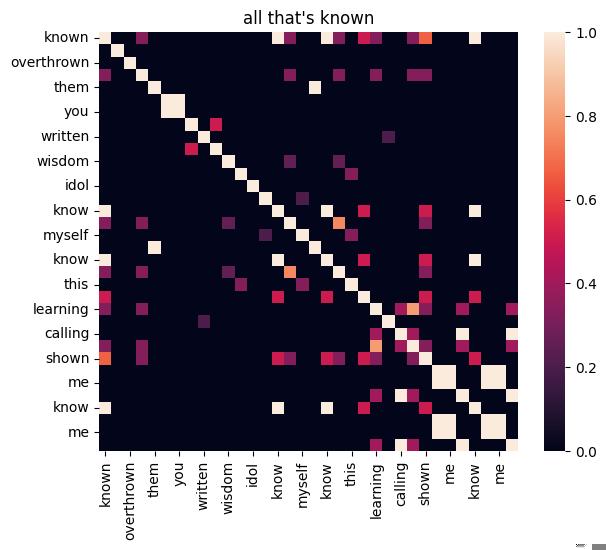 all that's known
known
overthrown
them
you
written
wisdom
idol
know
myself
know
this
learning
calling
shown
me
know
me
1.0
0.8
0.6
0.4
0.2
0.0
known
overthrown
them
you
written
wisdom
idol
know
myself
know
this
learning
calling
shown
me
know
me